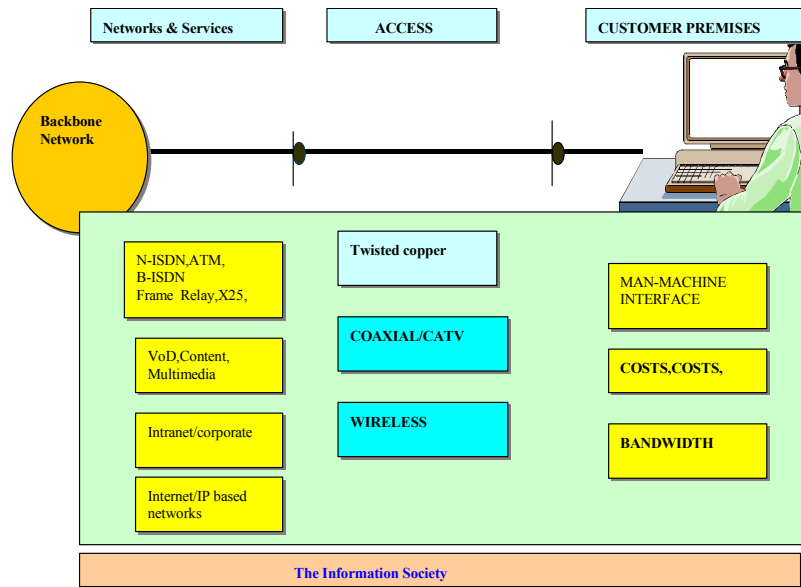 Networks & Services
ACCESS
CUSTOMER PREMISES
Backbone
Network
N-ISDN,ATM,
B-ISDN
Frame Relay,X25,
VoD,Content,
Multimedia
Intranet/corporate
Internet/IP based
networks
Twisted copper
COAXIAL/CATV
WIRELESS
MAN-MACHINE
INTERFACE
COSTS,COSTS,
BANDWIDTH
The Information Society